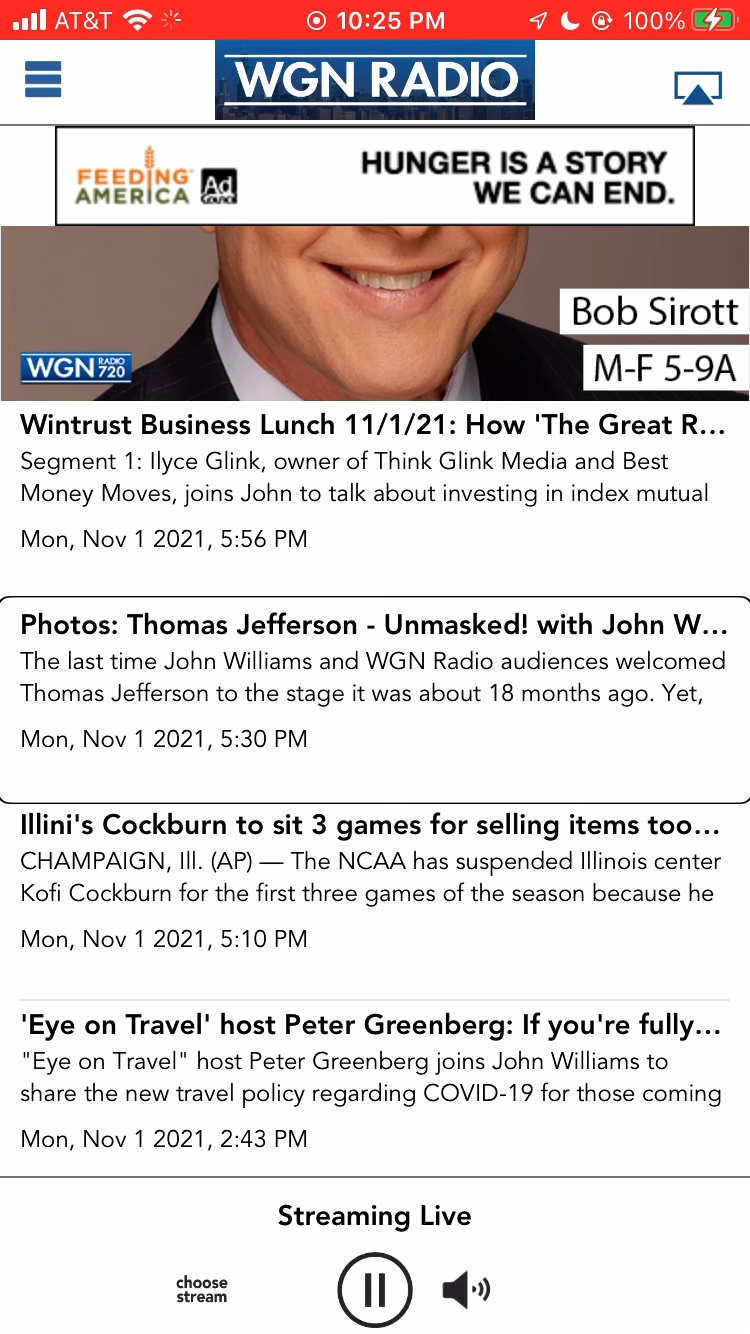 AT&T 10:25 PM 100%
WGN RADIO
FEEDING
AMERICA
Ad
COUNCIL
HUNGER IS A STORY
WE CAN END.
Bob Sirott
WGN RADIO 720
M-F 5-9A
Wintrust Business Lunch 11/1/21: How 'The Great R...
Segment 1: Ilyce Glink, owner of Think Glink Media and Best
Money Moves, joins John to talk about investing in index mutual
Mon, Nov 1 2021, 5:56 PM
Photos: Thomas Jefferson - Unmasked! with John W...
The last time John Williams and WGN Radio audiences welcomed
Thomas Jefferson to the stage it was about 18 months ago. Yet,
Mon, Nov 1 2021, 5:30 PM
Illini's Cockburn to sit 3 games for selling items too...
CHAMPAIGN, Ill. (AP) — The NCAA has suspended Illinois center
Kofi Cockburn for the first three games of the season because he
Mon, Nov 1 2021, 5:10 PM
'Eye on Travel' host Peter Greenberg: If you're fully...
"Eye on Travel" host Peter Greenberg joins John Williams to
share the new travel policy regarding COVID-19 for those coming
Mon, Nov 1 2021, 2:43 PM
Streaming Live
choose
stream